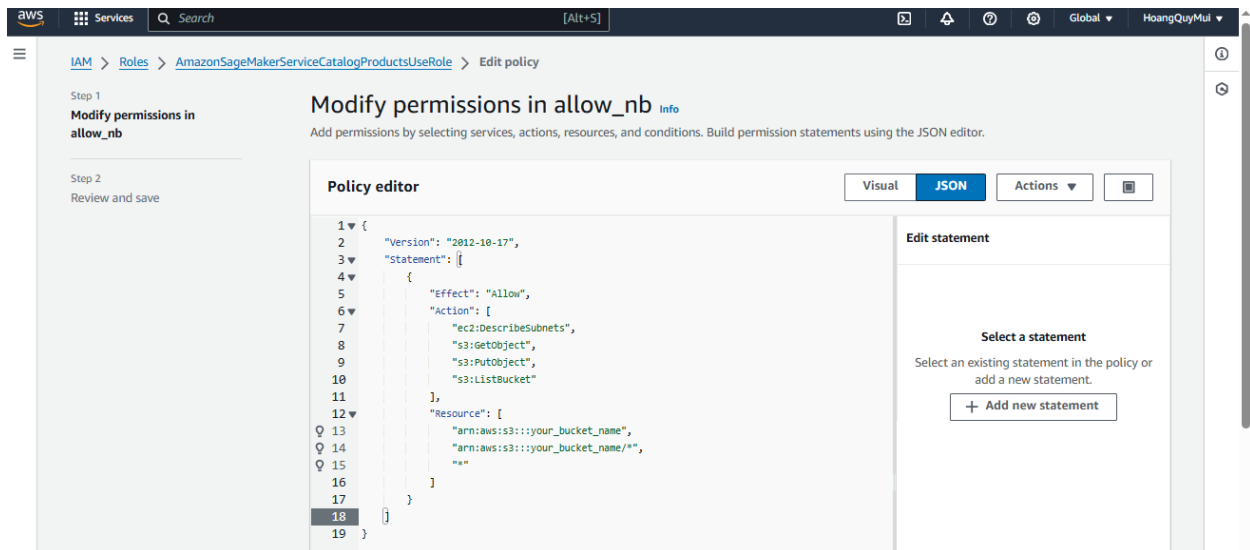 aws
Services
Search
[Alt+S]
Global
HoangQuyMui
IAM > Roles > AmazonSageMakerServiceCatalogProductsUseRole > Edit policy
Step 1
Modify permissions in
allow_nb
Step 2
Review and save
Modify permissions in allow_nb Info
Add permissions by selecting services, actions, resources, and conditions. Build permission statements using the JSON editor.
Policy editor
Visual
JSON
Actions
1 {
2 "Version": "2012-10-17",
3 "Statement": [
4 {
5 "Effect": "Allow",
6 "Action": [
7 "ec2:DescribeSubnets",
8 "s3:GetObject",
9 "s3:PutObject",
10 "s3:ListBucket"
11 ],
12 "Resource": [
13 "arn:aws:s3:::your_bucket_name",
14 "arn:aws:s3:::your_bucket_name/*",
15 "*"
16 ]
17 }
18 ]
19 }
Edit statement
Select a statement
Select an existing statement in the policy or
add a new statement.
+ Add new statement